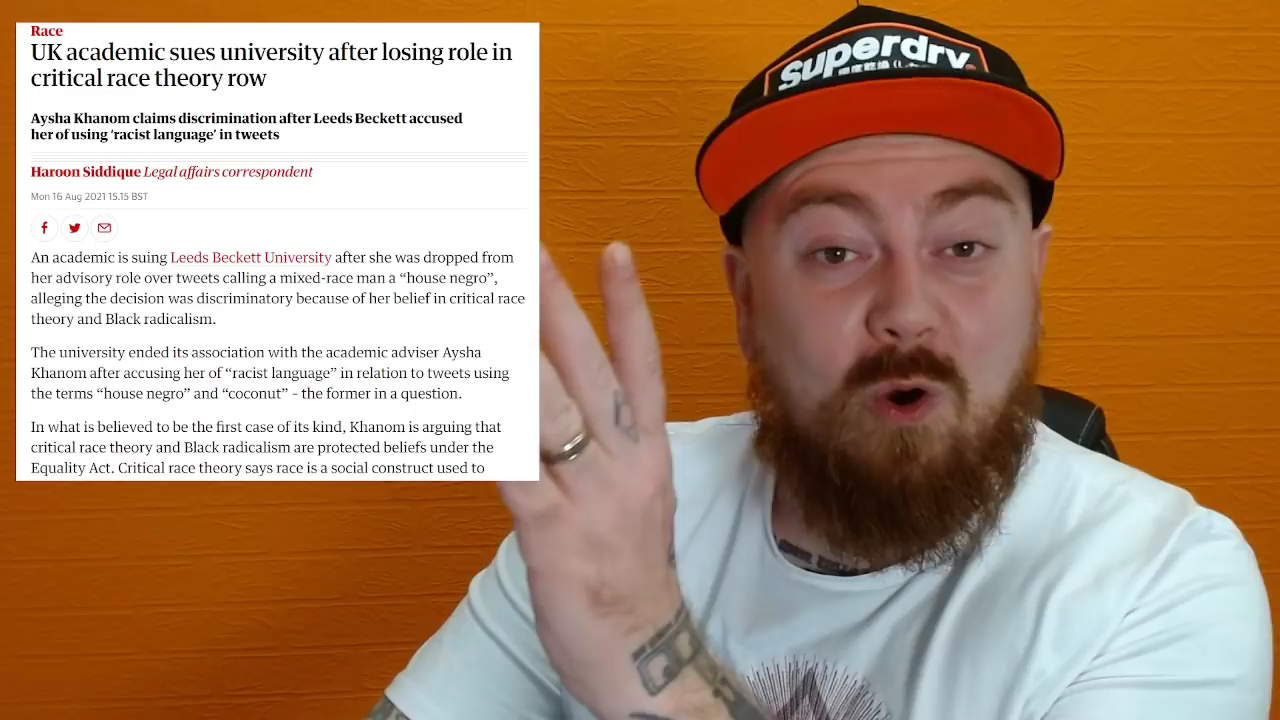 Race
UK academic sues university after losing role in
critical race theory row
Aysha Khanom claims discrimination after Leeds Beckett accused
her of using ‘racist language’ in tweets
Haroon Siddique Legal affairs correspondent
Mon 16 Aug 2021 15.15 BST
An academic is suing Leeds Beckett University after she was dropped from
her advisory role over tweets calling a mixed-race man a “house negro”,
alleging the decision was discriminatory because of her belief in critical race
theory and Black radicalism.
The university ended its association with the academic adviser Aysha
Khanom after accusing her of “racist language” in relation to tweets using
the terms “house negro” and “coconut” – the former in a question.
In what is believed to be the first case of its kind, Khanom is arguing that
critical race theory and Black radicalism are protected beliefs under the
Equality Act. Critical race theory says race is a social construct used to
Superdry.